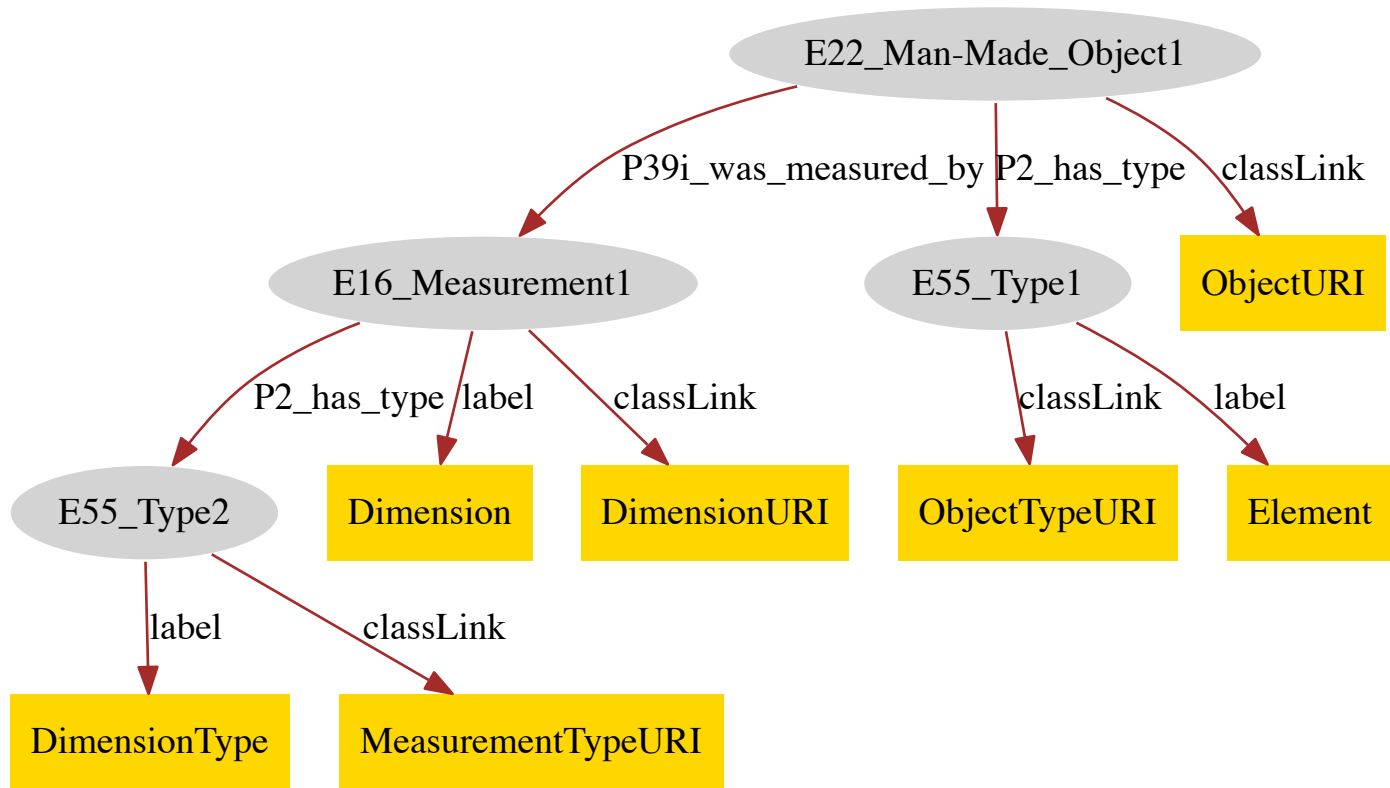 E22_Man-Made_Object1
P39i_was_measured_by
P2_has_type
classLink
E16_Measurement1
E55_Type1
ObjectURI
P2_has_type
label
classLink
classLink
label
E55_Type2
Dimension
DimensionURI
ObjectTypeURI
Element
label
classLink
DimensionType
MeasurementTypeURI